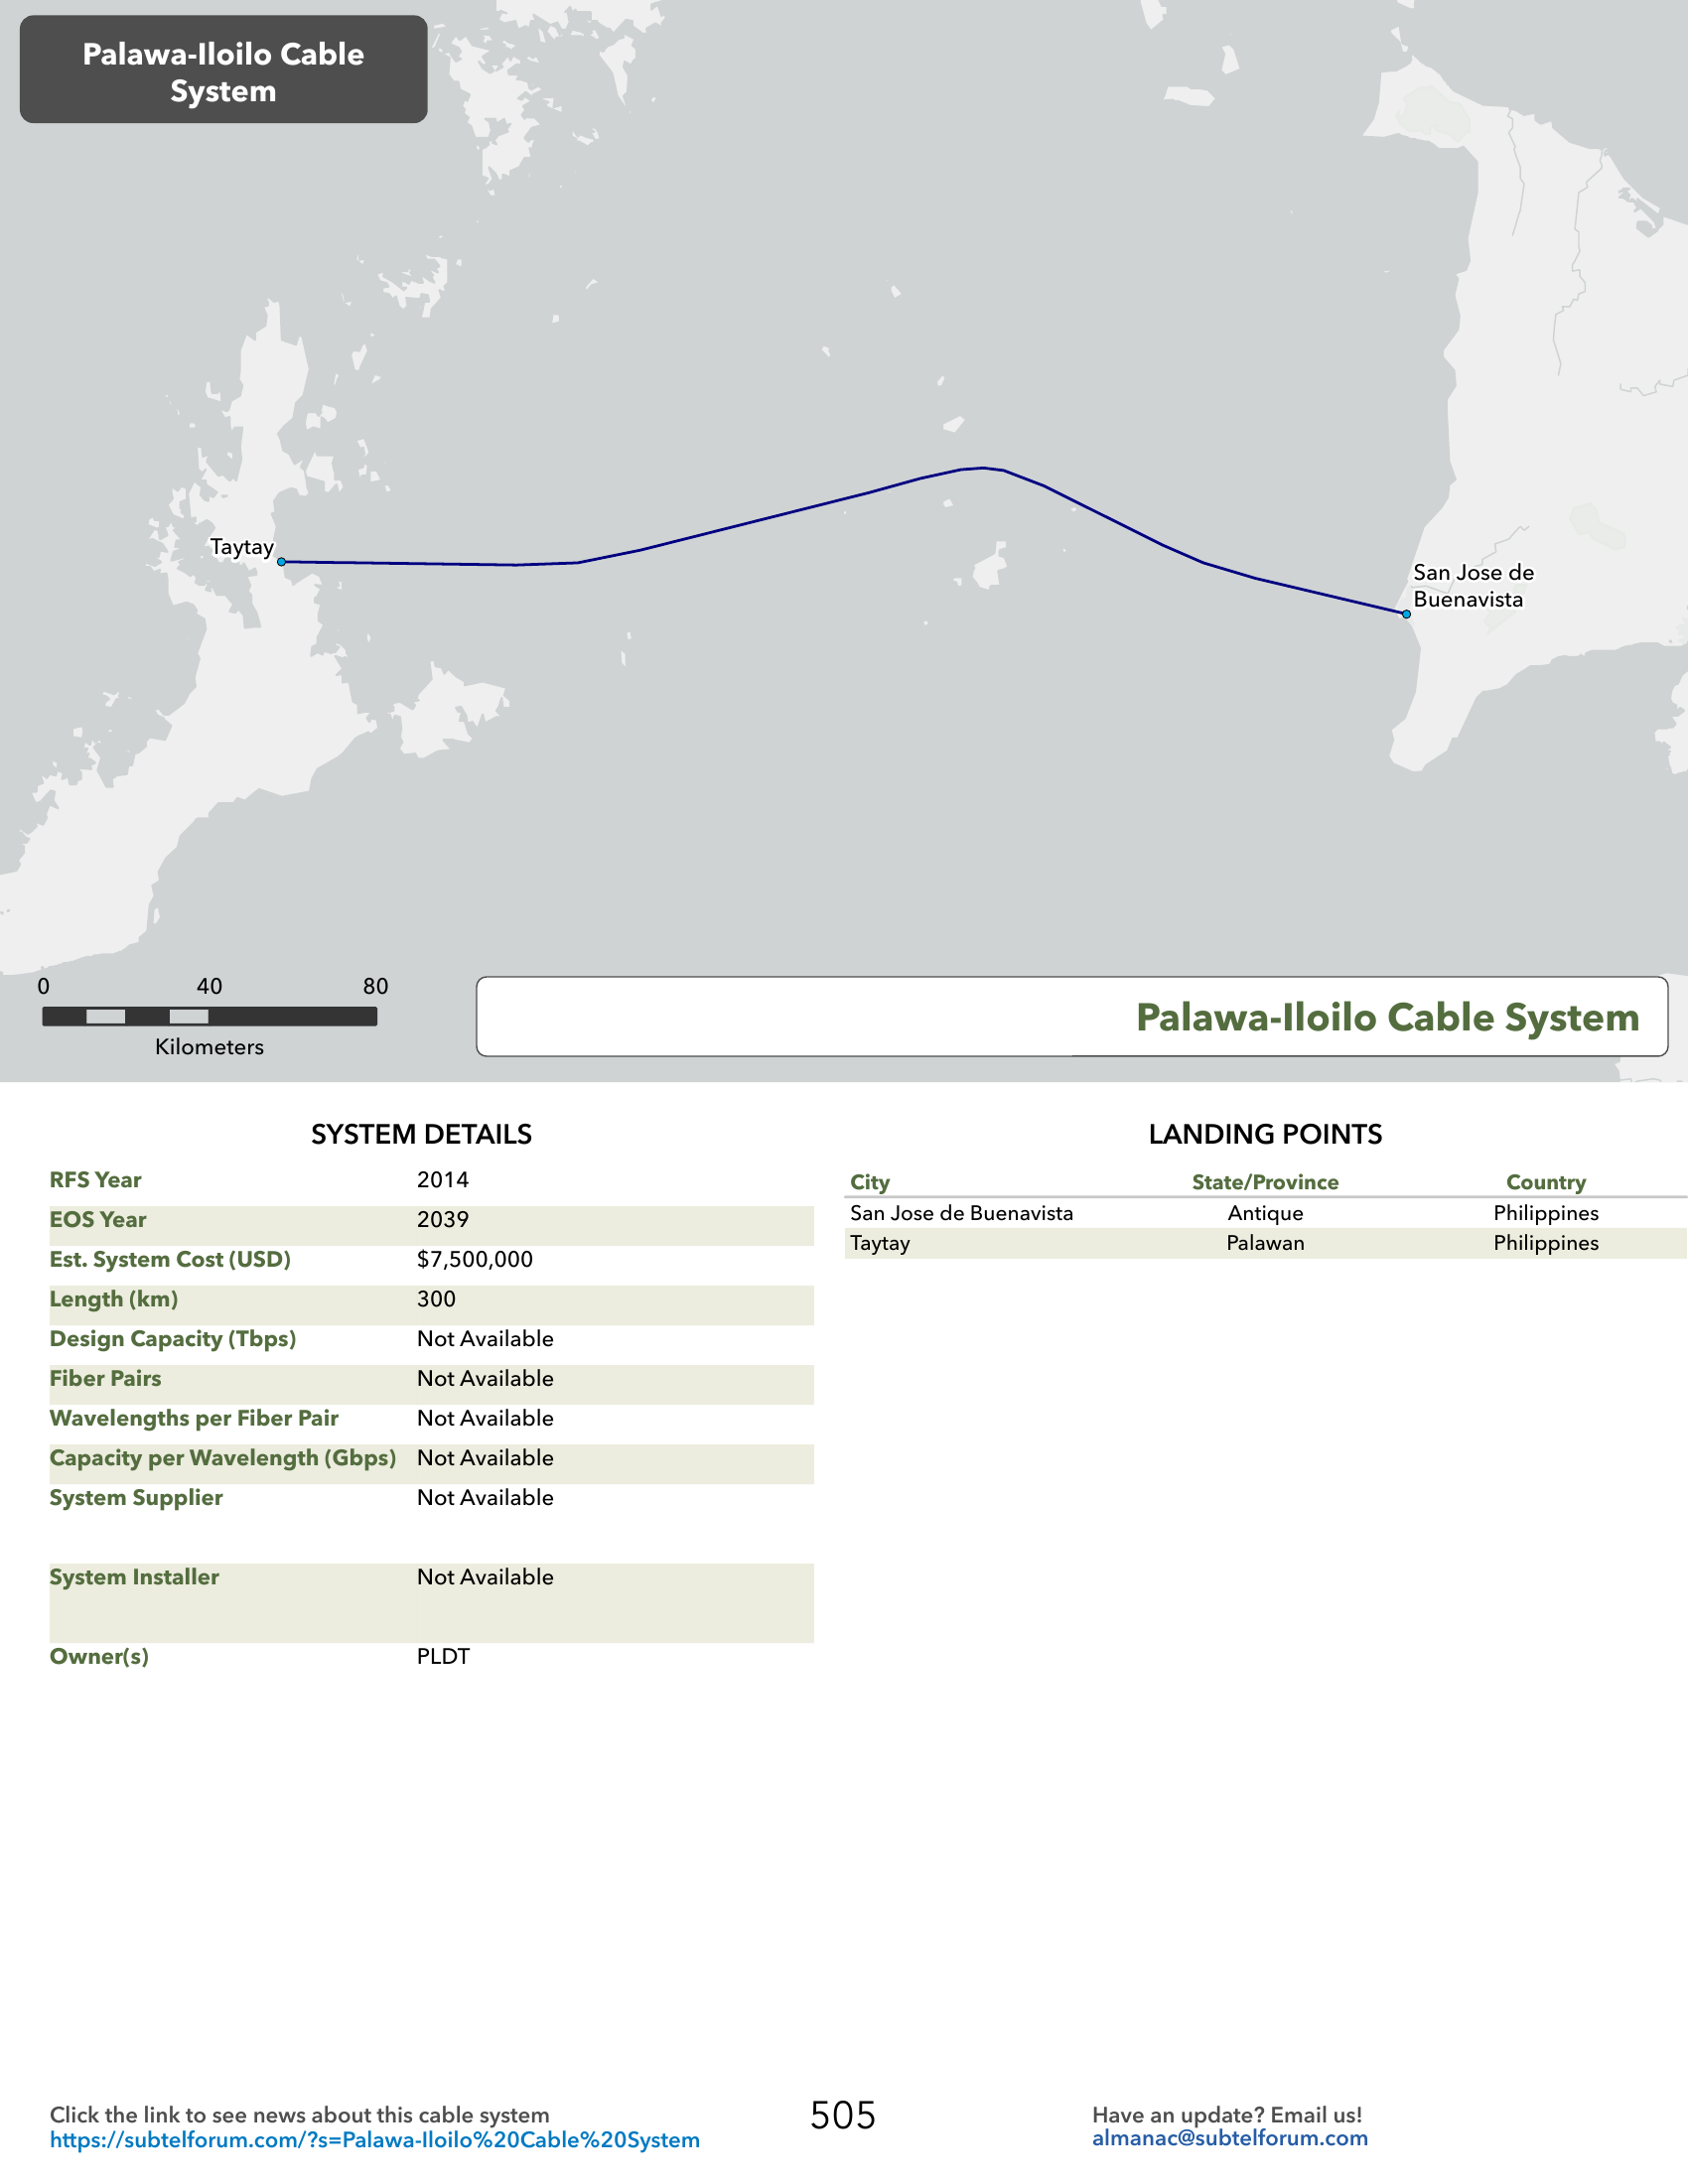 Palawa-Iloilo Cable
System
Taytay
San Jose de
Buenavista
0 40 80
Kilometers
Palawa-Iloilo Cable System
SYSTEM DETAILS
RFS Year 2014
EOS Year 2039
Est. System Cost (USD) $7,500,000
Length (km) 300
Design Capacity (Tbps) Not Available
Fiber Pairs Not Available
Wavelengths per Fiber Pair Not Available
Capacity per Wavelength (Gbps) Not Available
System Supplier Not Available
System Installer Not Available
Owner(s) PLDT
LANDING POINTS
City State/Province Country
San Jose de Buenavista Antique Philippines
Taytay Palawan Philippines
Click the link to see news about this cable system
https://subtelforum.com/?s=Palawa-Iloilo%20Cable%20System
505
Have an update? Email us!
almanac@subtelforum.com